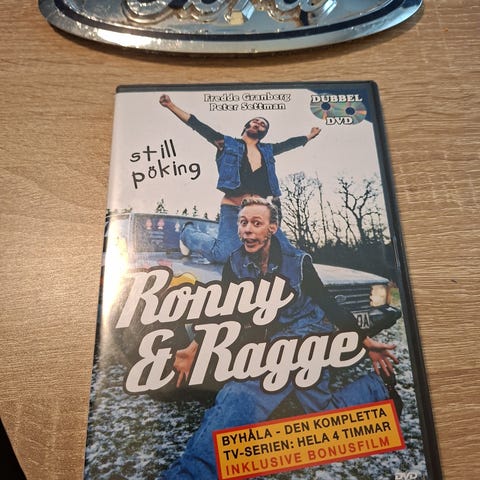 Fredde Granberg
Peter Settman
DUBBEL
DVD
still
pöking
Ronny
& Ragge
BYHÅLA - DEN KOMPLETTA
TV-SERIEN: HELA 4 TIMMAR
INKLUSIVE BONUSFILM
DVD